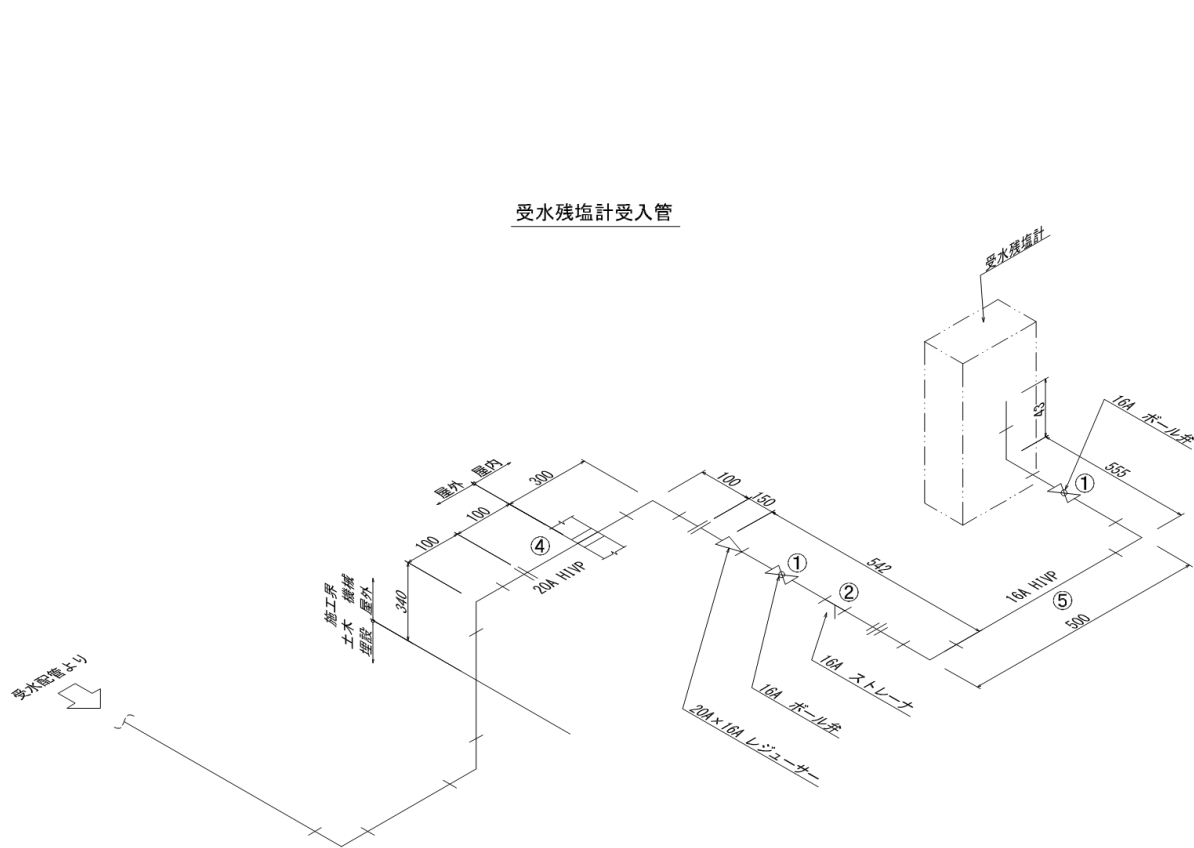 受水残塩計受入管
受水残塩計
43
16A ボール弁
①
555
屋外 屋内
300
100
100
④
20A HIVP
340
施工界
土木 機械
埋設 屋外
受水配管より
100
150
542
①
②
16A HIVP
⑤
500
16A ストレーナ
16A ボール弁
20A×16A レジューサー